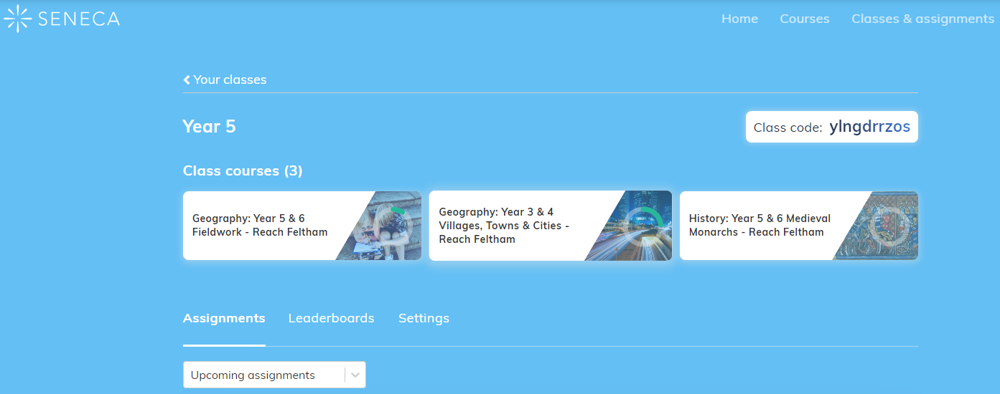 SENECA
Home Courses Classes & assignments
Your classes
Year 5
Class code: ylngdrrzos
Class courses (3)
Geography: Year 5 & 6
Fieldwork - Reach Feltham
Geography: Year 3 & 4
Villages, Towns & Cities -
Reach Feltham
History: Year 5 & 6 Medieval
Monarchs - Reach Feltham
Assignments Leaderboards Settings
Upcoming assignments